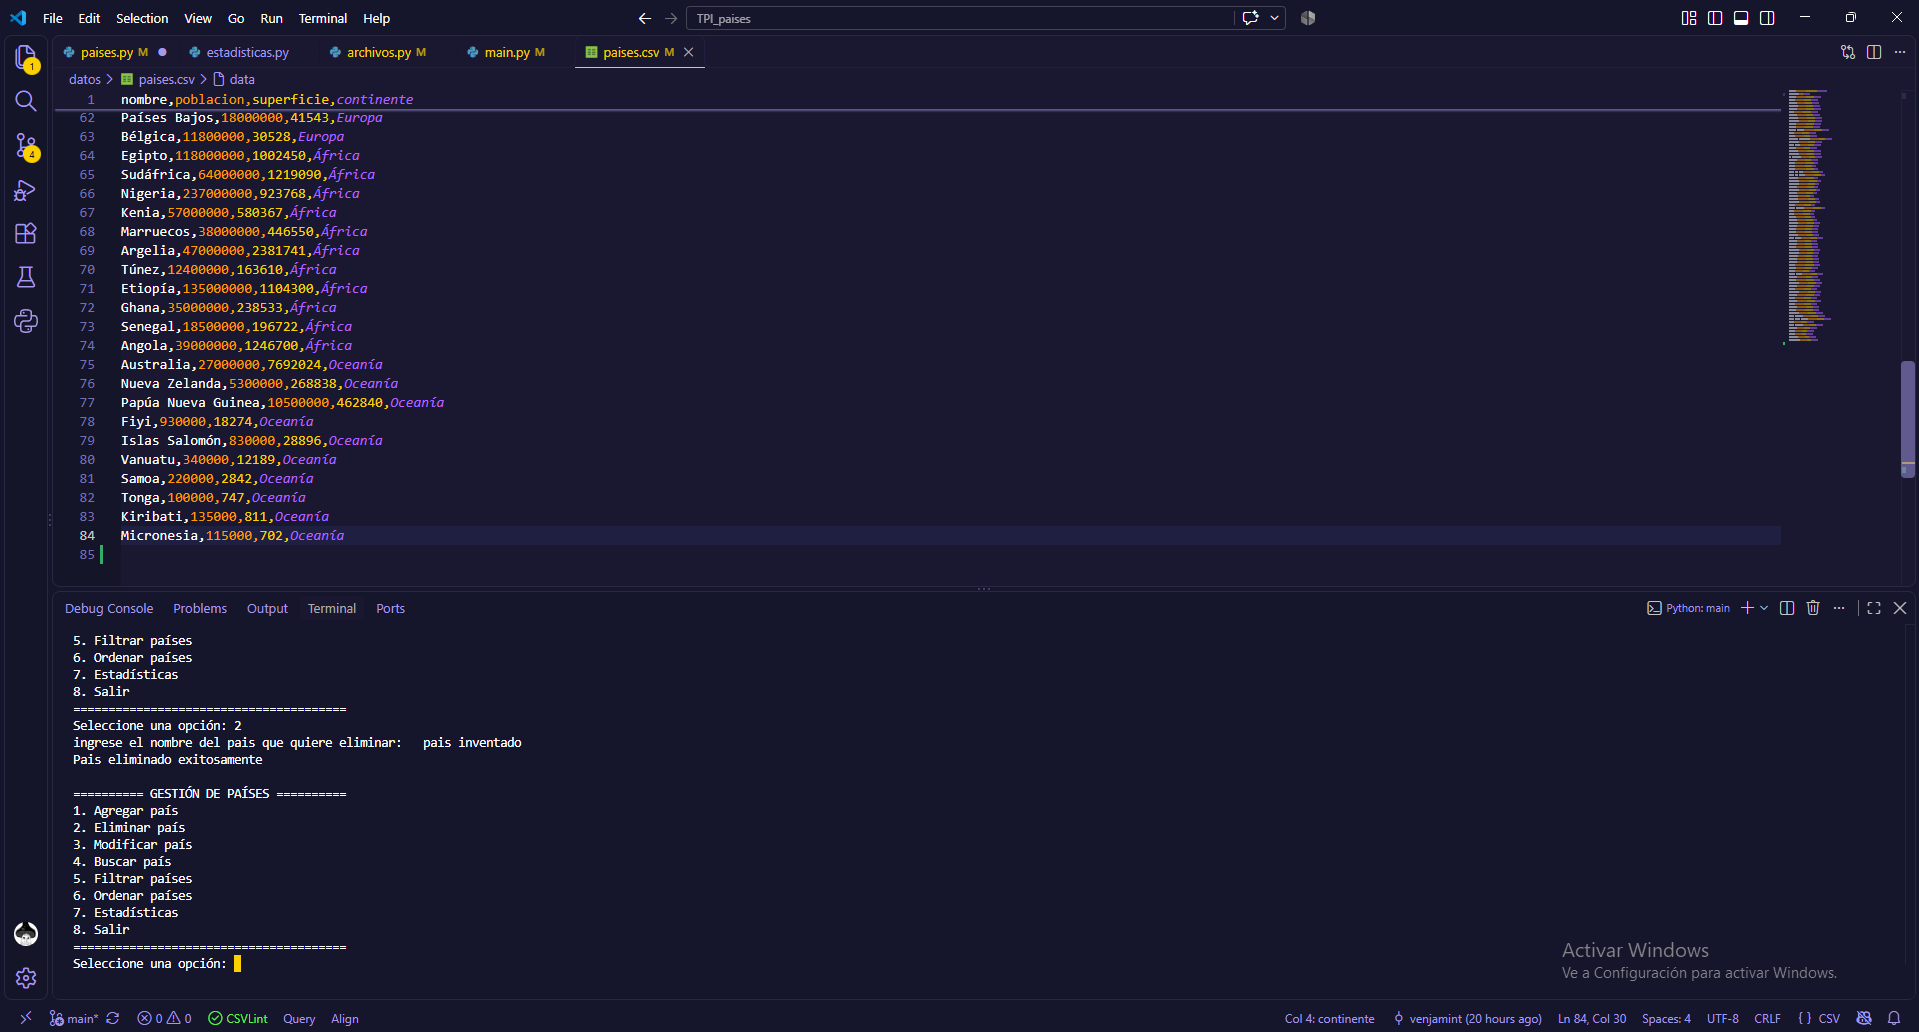 File Edit Selection View Go Run Terminal Help
TPI_paises
paises.py M
estadisticas.py
archivos.py M
main.py M
paises.csv M
datos > paises.csv > data
1 nombre,poblacion,superficie,continente
62 Países Bajos,18000000,41543,Europa
63 Bélgica,11800000,30528,Europa
64 Egipto,118000000,1002450,África
65 Sudáfrica,64000000,1219090,África
66 Nigeria,237000000,923768,África
67 Kenia,57000000,580367,África
68 Marruecos,38000000,446550,África
69 Argelia,47000000,2381741,África
70 Túnez,12400000,163610,África
71 Etiopía,135000000,1104300,África
72 Ghana,35000000,238533,África
73 Senegal,18500000,196722,África
74 Angola,39000000,1246700,África
75 Australia,27000000,7692024,Oceanía
76 Nueva Zelanda,5300000,268838,Oceanía
77 Papúa Nueva Guinea,10500000,462840,Oceanía
78 Fiyi,930000,18274,Oceanía
79 Islas Salomón,830000,28896,Oceanía
80 Vanuatu,340000,12189,Oceanía
81 Samoa,220000,2842,Oceanía
82 Tonga,100000,747,Oceanía
83 Kiribati,135000,811,Oceanía
84 Micronesia,115000,702,Oceanía
85
1
4
Debug Console Problems Output Terminal Ports
Python: main
5. Filtrar países
6. Ordenar países
7. Estadísticas
8. Salir
=======================================
Seleccione una opción: 2
ingrese el nombre del pais que quiere eliminar:   pais inventado
Pais eliminado exitosamente
========== GESTIÓN DE PAÍSES ==========
1. Agregar país
2. Eliminar país
3. Modificar país
4. Buscar país
5. Filtrar países
6. Ordenar países
7. Estadísticas
8. Salir
=======================================
Seleccione una opción:
Activar Windows
Ve a Configuración para activar Windows.
main* 0 0 CSVLint Query Align
Col 4: continente venjamint (20 hours ago) Ln 84, Col 30 Spaces: 4 UTF-8 CRLF {} CSV